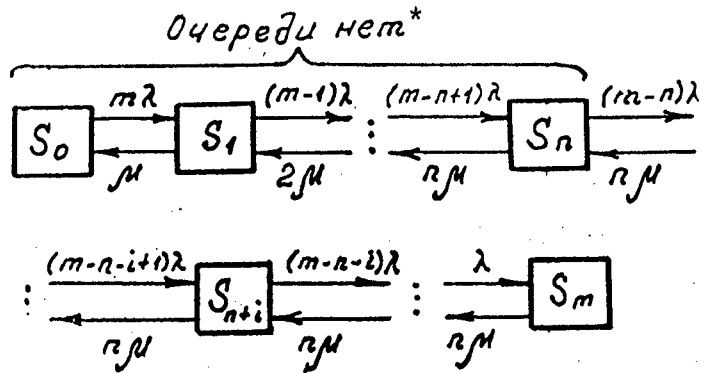 Очереди нет*
mλ (m-1)λ (m-n+1)λ (m-n)λ
S₀ S₁ ⋮ Sₙ
μ 2μ nμ nμ
(m-n-i+1)λ (m-n-i)λ λ
⋮ Sₙ₊ᵢ ⋮ Sₘ
nμ nμ nμ